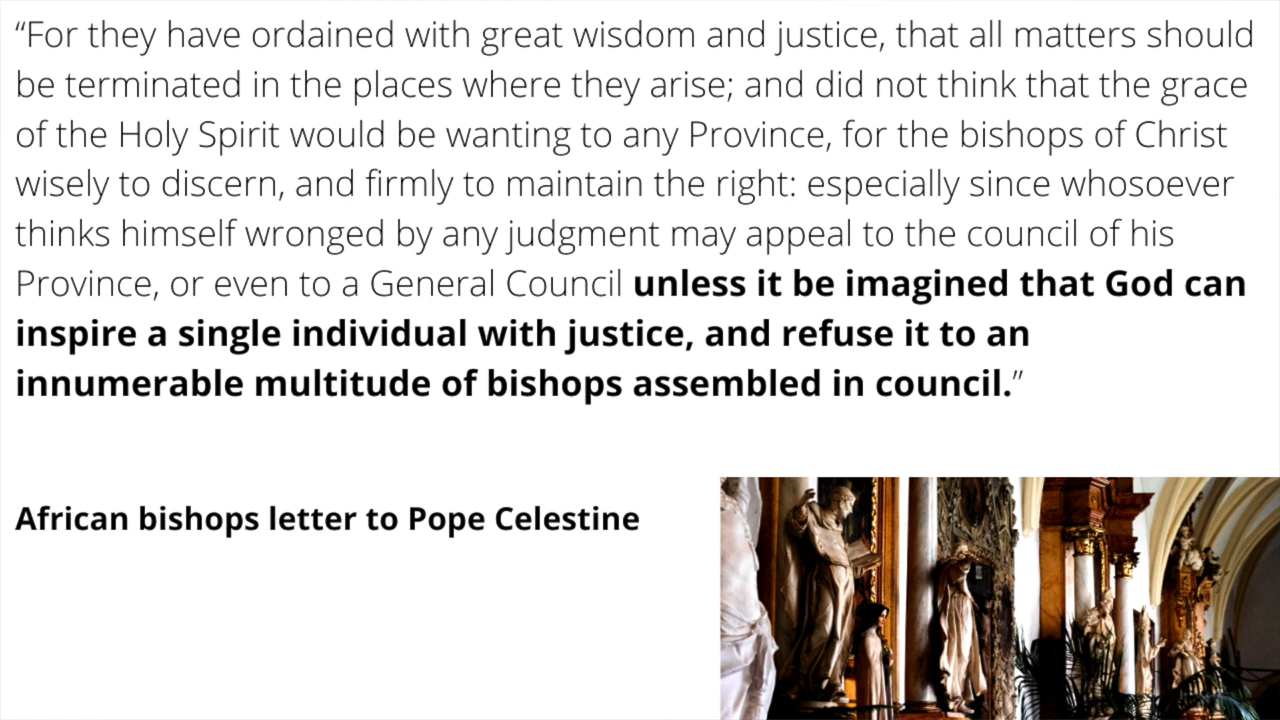 “For they have ordained with great wisdom and justice, that all matters should
be terminated in the places where they arise; and did not think that the grace
of the Holy Spirit would be wanting to any Province, for the bishops of Christ
wisely to discern, and firmly to maintain the right: especially since whosoever
thinks himself wronged by any judgment may appeal to the council of his
Province, or even to a General Council unless it be imagined that God can
inspire a single individual with justice, and refuse it to an
innumerable multitude of bishops assembled in council.”
African bishops letter to Pope Celestine